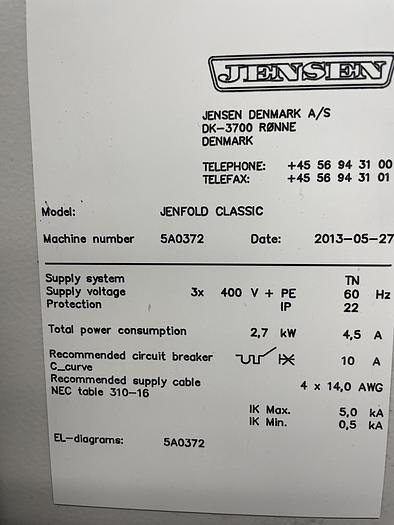 JENSEN
JENSEN DENMARK A/S
DK-3700 RØNNE
DENMARK
TELEPHONE: +45 56 94 31 00
TELEFAX: +45 56 94 31 01
Model: JENFOLD CLASSIC
Machine number 5A0372 Date: 2013-05-27
Supply system TN
Supply voltage 3x 400 V + PE 60 Hz
Protection IP 22
Total power consumption 2,7 kW 4,5 A
Recommended circuit breaker 10 A
C_curve
Recommended supply cable 4 x 14,0 AWG
NEC table 310-16
IK Max. 5,0 kA
IK Min. 0,5 kA
EL-diagrams: 5A0372